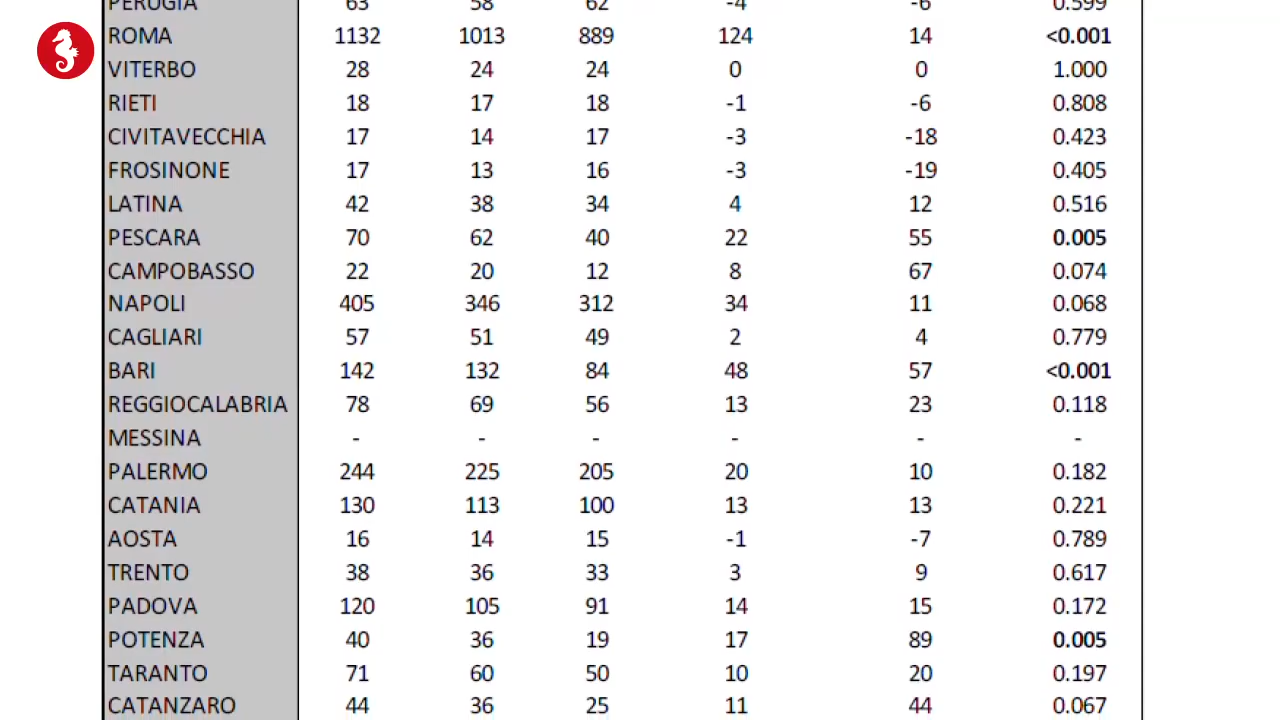 PERUGIA 63 58 62 -4 -6 0.599
ROMA 1132 1013 889 124 14 <0.001
VITERBO 28 24 24 0 0 1.000
RIETI 18 17 18 -1 -6 0.808
CIVITAVECCHIA 17 14 17 -3 -18 0.423
FROSINONE 17 13 16 -3 -19 0.405
LATINA 42 38 34 4 12 0.516
PESCARA 70 62 40 22 55 0.005
CAMPOBASSO 22 20 12 8 67 0.074
NAPOLI 405 346 312 34 11 0.068
CAGLIARI 57 51 49 2 4 0.779
BARI 142 132 84 48 57 <0.001
REGGIOCALABRIA 78 69 56 13 23 0.118
MESSINA - - - - - -
PALERMO 244 225 205 20 10 0.182
CATANIA 130 113 100 13 13 0.221
AOSTA 16 14 15 -1 -7 0.789
TRENTO 38 36 33 3 9 0.617
PADOVA 120 105 91 14 15 0.172
POTENZA 40 36 19 17 89 0.005
TARANTO 71 60 50 10 20 0.197
CATANZARO 44 36 25 11 44 0.067